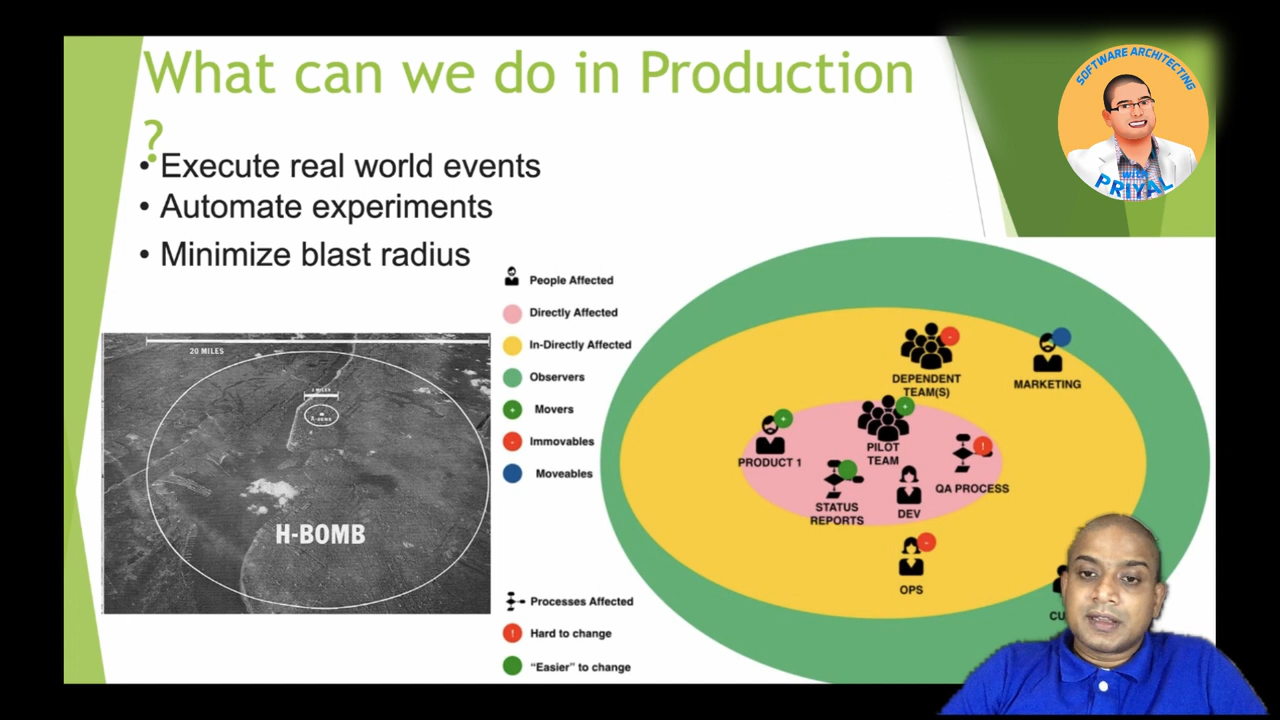 What can we do in Production
?
• Execute real world events
• Automate experiments
• Minimize blast radius
SOFTWARE ARCHITECTING
WITH
PRIYAL
20 MILES
H-BOMB
People Affected
Directly Affected
In-Directly Affected
Observers
+ Movers
- Immovables
Moveables
Processes Affected
! Hard to change
"Easier" to change
DEPENDENT
TEAM(S)
MARKETING
PRODUCT 1
PILOT
TEAM
QA PROCESS
STATUS
REPORTS
DEV
OPS
CU